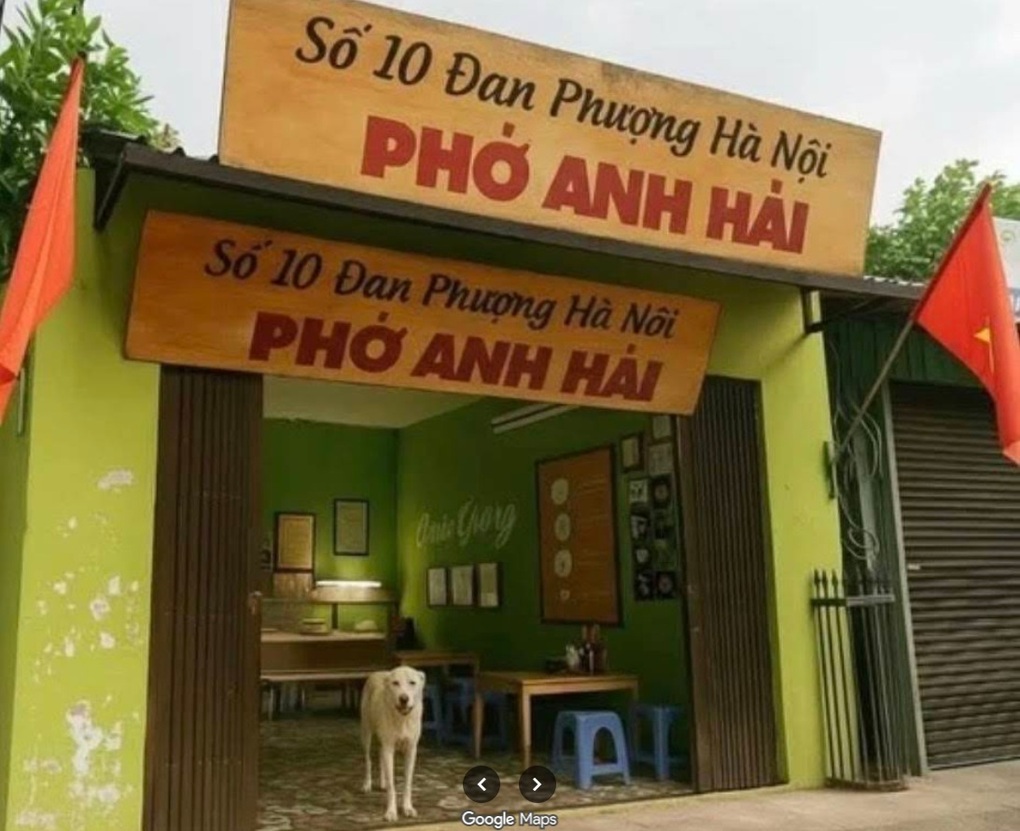 Số 10 Đan Phượng Hà Nội
PHỞ ANH HẢI
Số 10 Đan Phượng Hà Nôi
PHỞ ANH HẢI
Google Maps